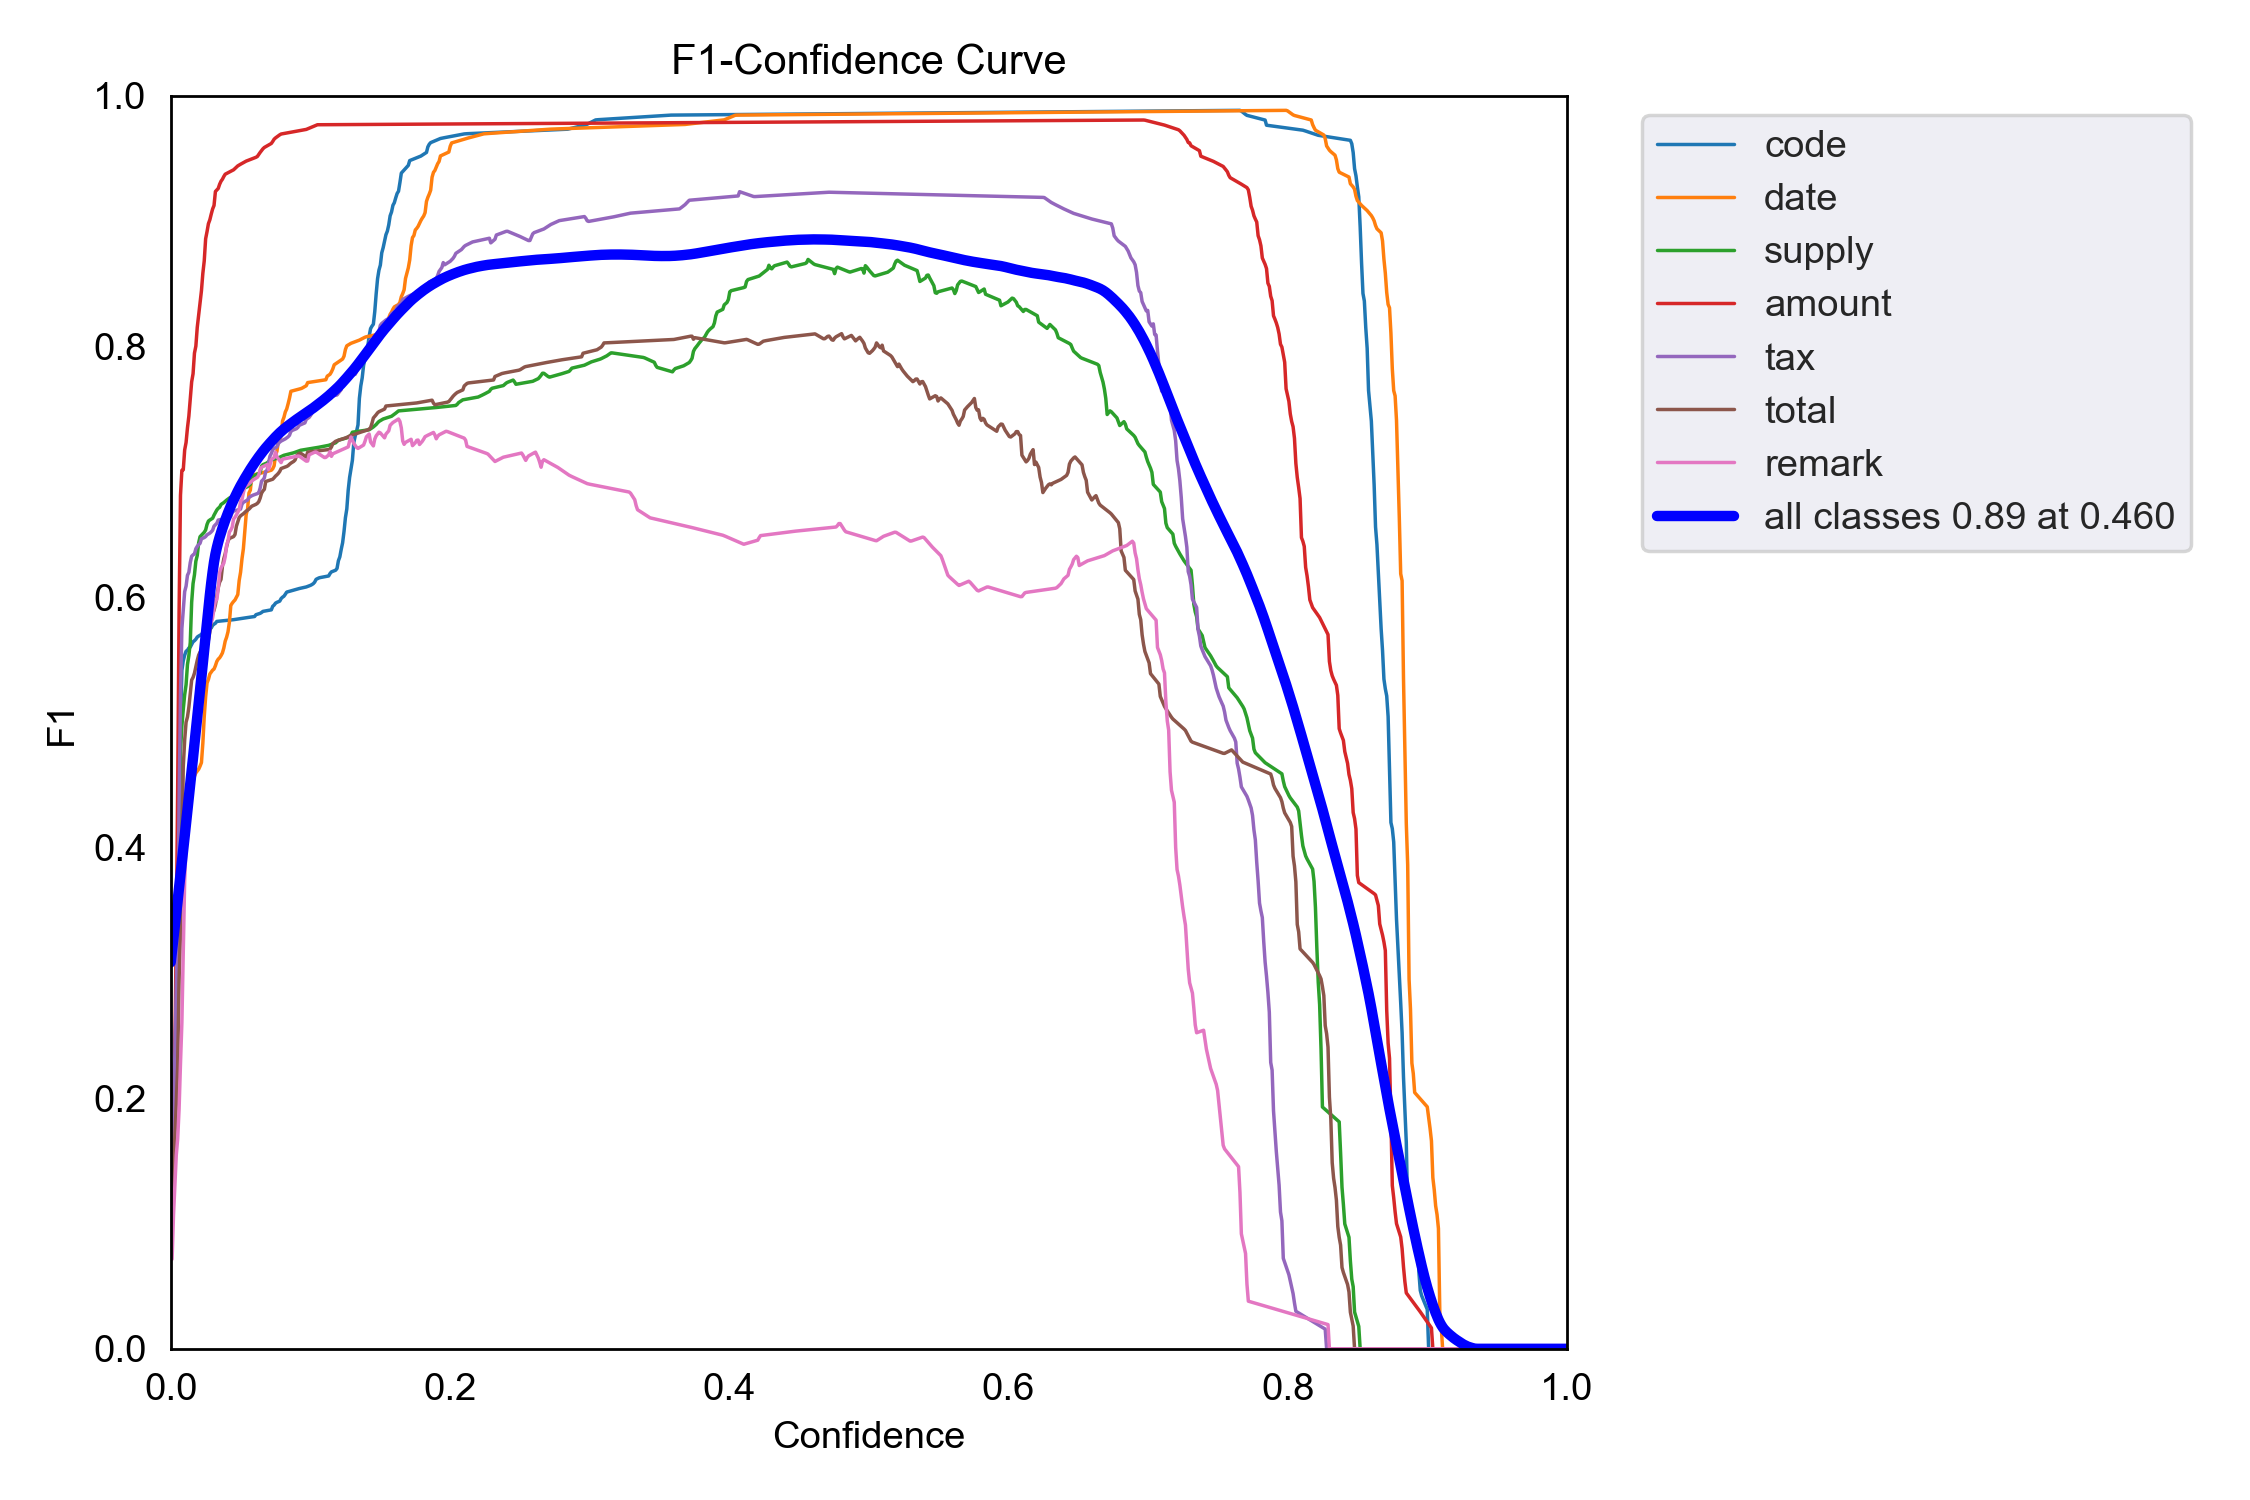 F1-Confidence Curve
1.0
0.8
0.6
0.4
0.2
0.0
F1
0.0 0.2 0.4 0.6 0.8 1.0
Confidence
code
date
supply
amount
tax
total
remark
all classes 0.89 at 0.460